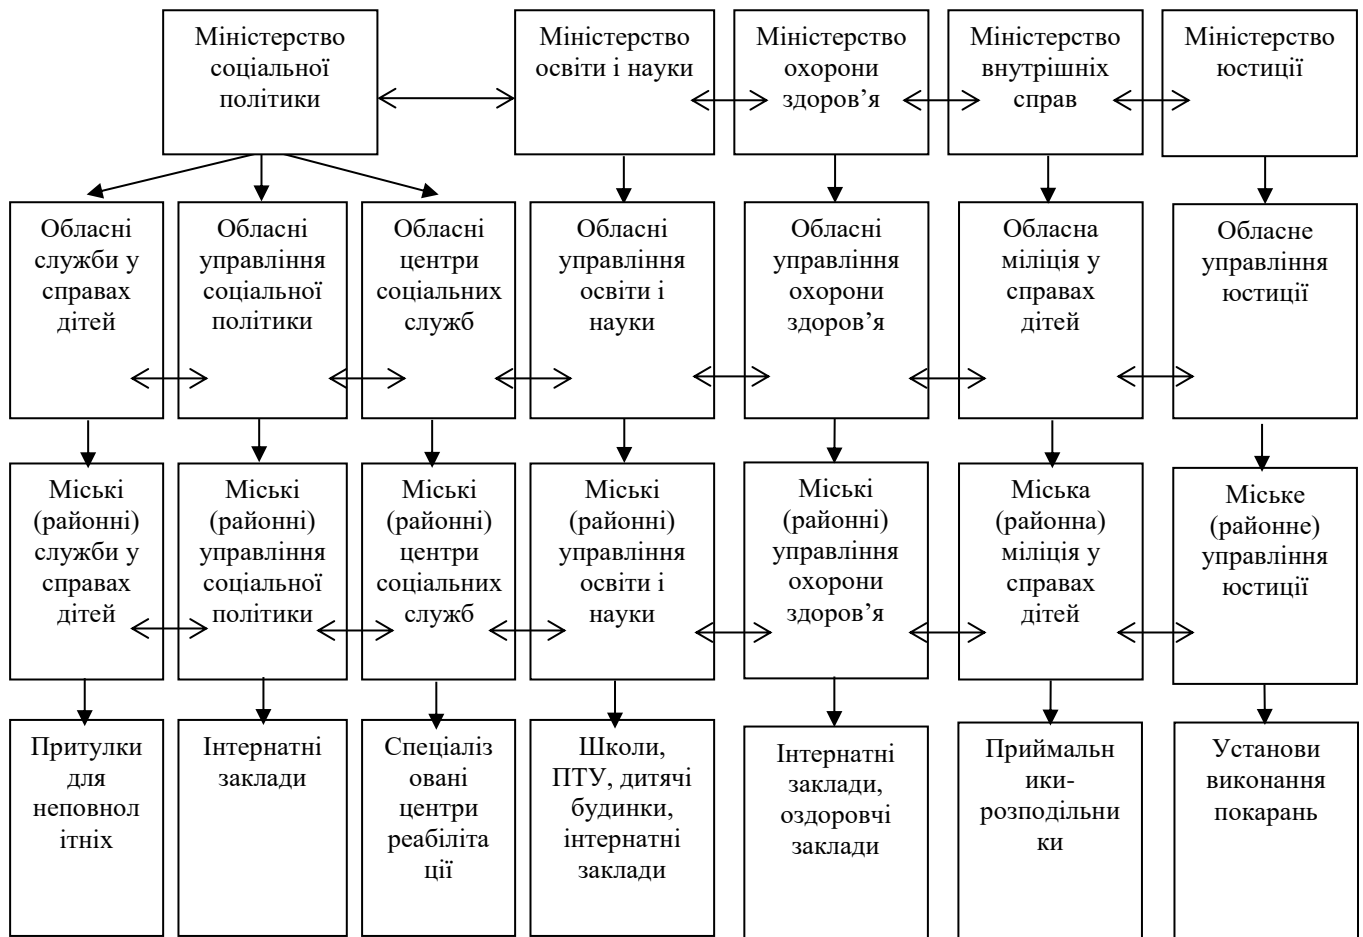 Міністерство
соціальної
політики
Міністерство
освіти і науки
Міністерство
охорони
здоров’я
Міністерство
внутрішніх
справ
Міністерство
юстиції
Обласні
служби у
справах
дітей
Обласні
управління
соціальної
політики
Обласні
центри
соціальних
служб
Обласні
управління
освіти і
науки
Обласні
управління
охорони
здоров’я
Обласна
міліція у
справах
дітей
Обласне
управління
юстиції
Міські
(районні)
служби у
справах
дітей
Міські
(районні)
управління
соціальної
політики
Міські
(районні)
центри
соціальних
служб
Міські
(районні)
управління
освіти і
науки
Міські
(районні)
управління
охорони
здоров’я
Міська
(районна)
міліція у
справах
дітей
Міське
(районне)
управління
юстиції
Притулки
для
неповнол
ітніх
Інтернатні
заклади
Спеціаліз
овані
центри
реабіліта
ції
Школи,
ПТУ, дитячі
будинки,
інтернатні
заклади
Інтернатні
заклади,
оздоровчі
заклади
Приймальн
ики-
розподільни
ки
Установи
виконання
покарань